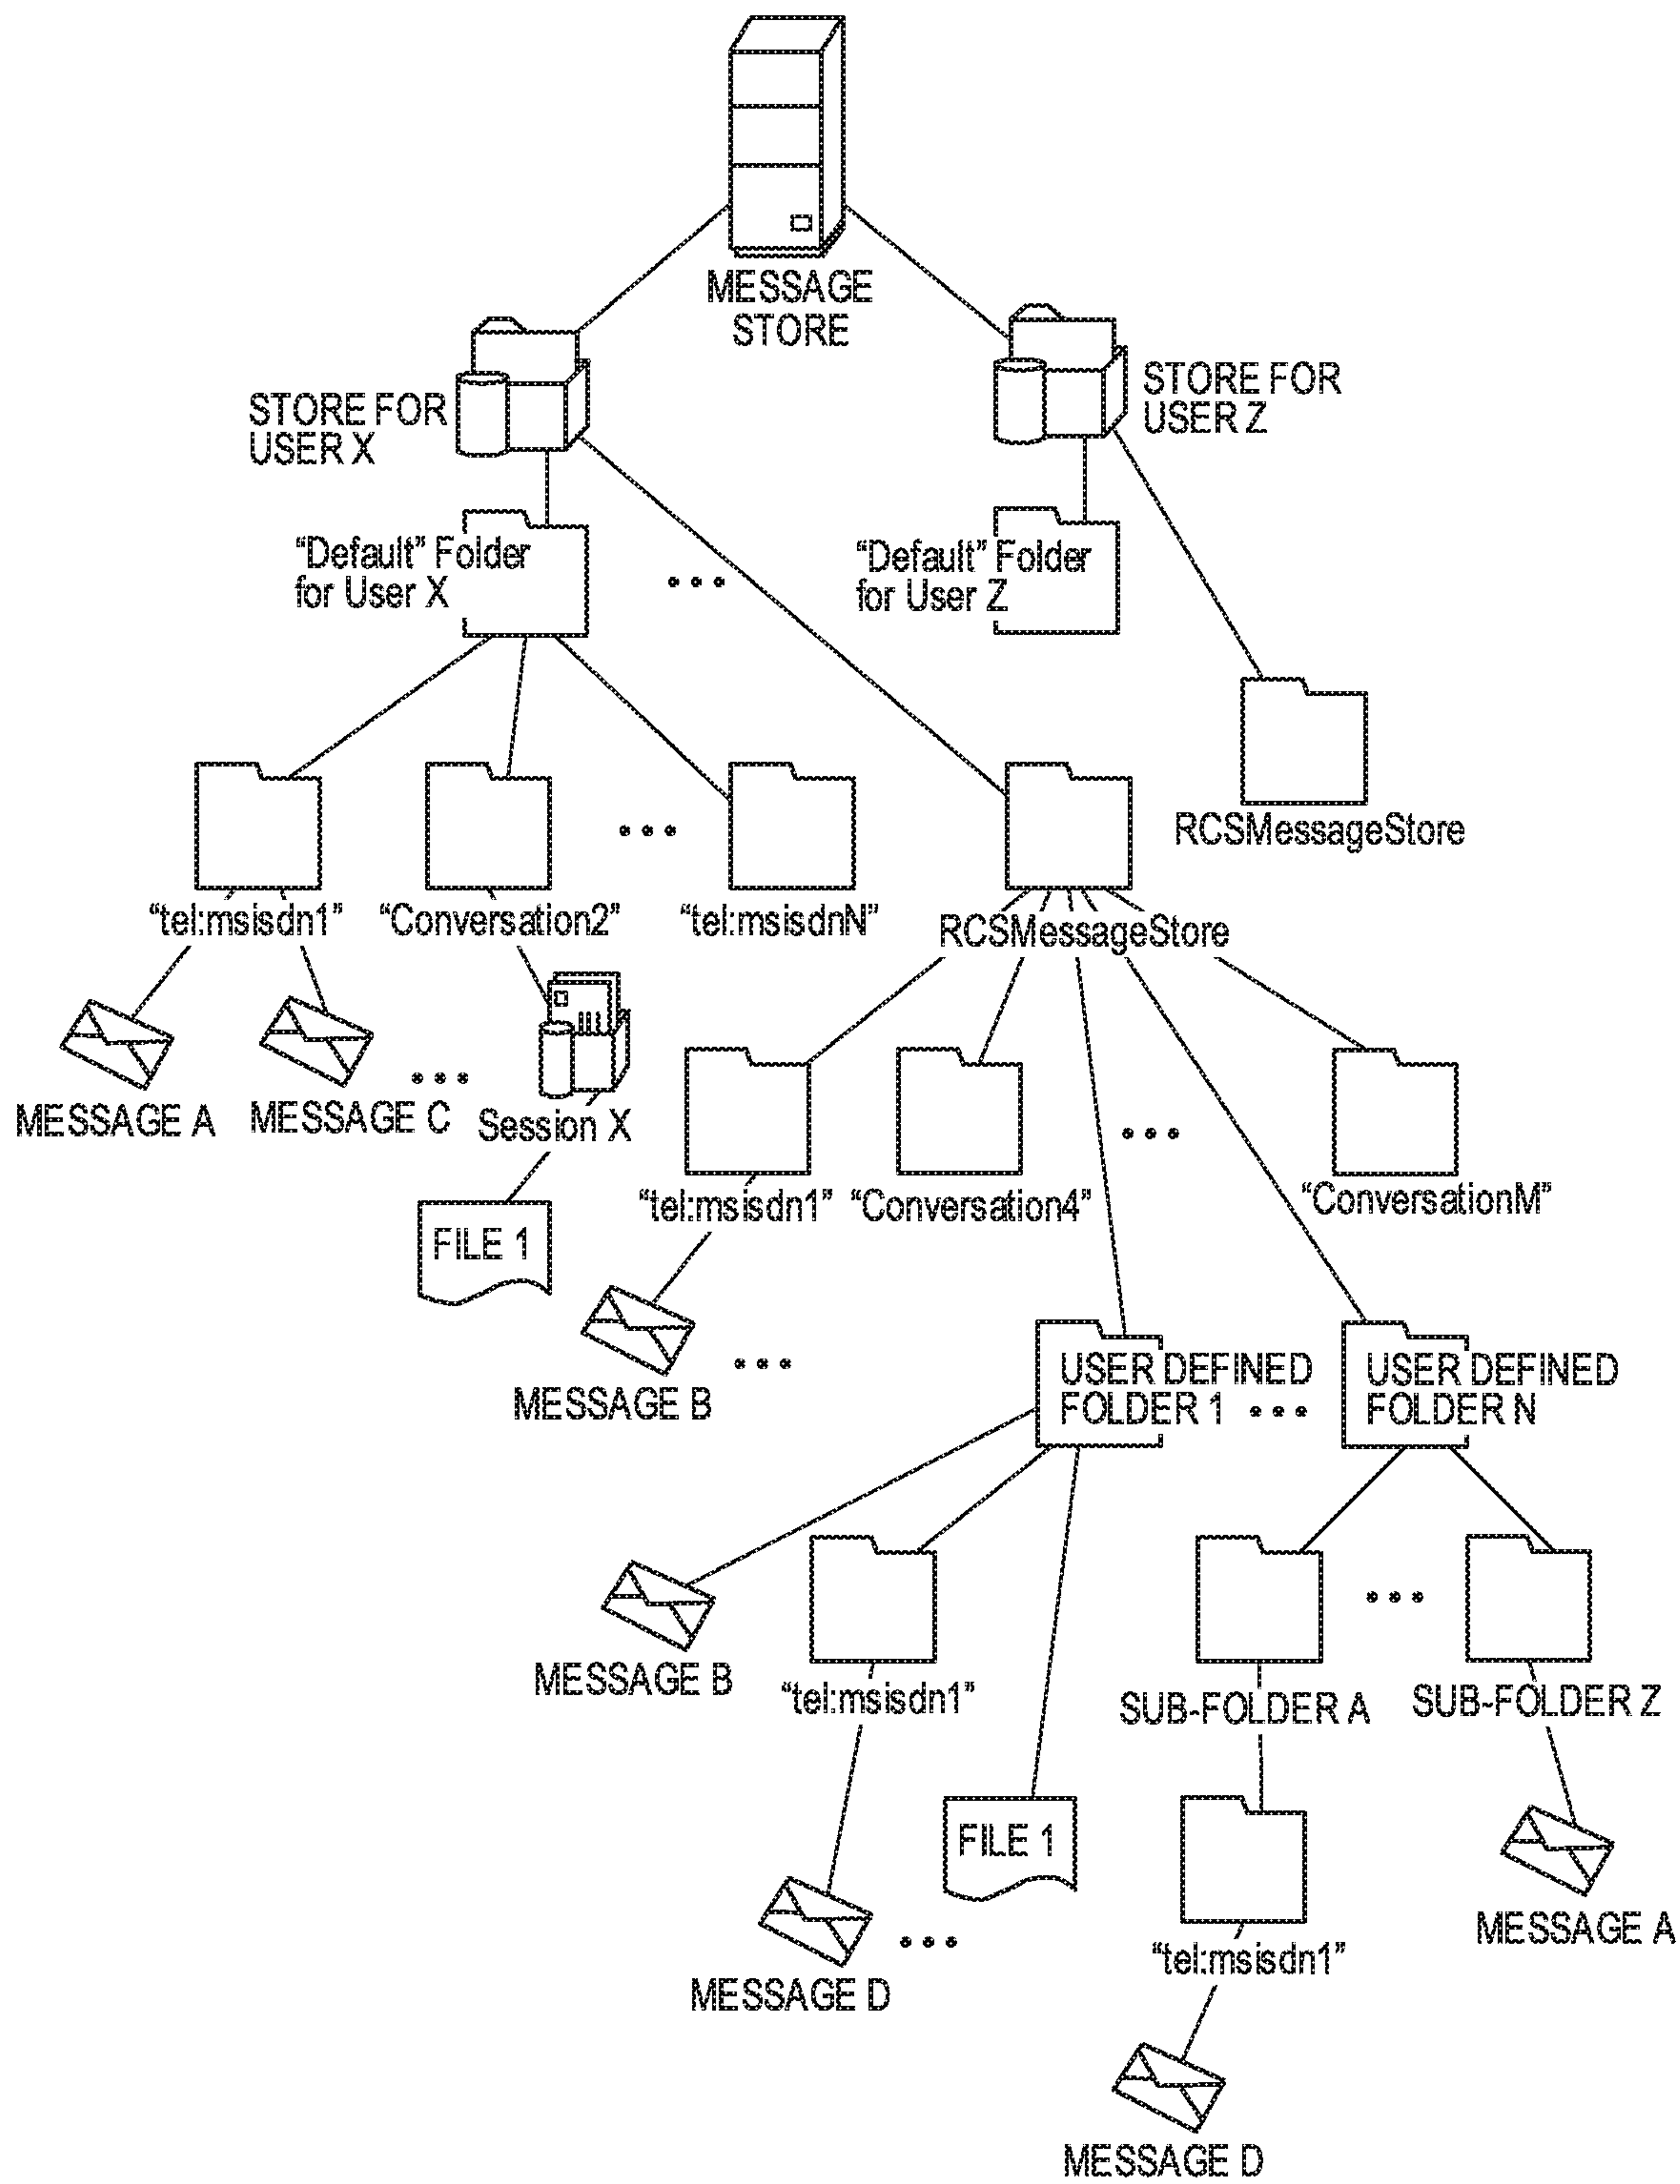 MESSAGE
STORE
STORE FOR
USER X
STORE FOR
USER Z
“Default” Folder
for User X
“Default” Folder
for User Z
RCSMessageStore
“tel:msisdn1”
“Conversation2”
“tel:msisdnN”
RCSMessageStore
MESSAGE A
MESSAGE C
Session X
FILE 1
“tel:msisdn1”
“Conversation4”
“ConversationM”
MESSAGE B
USER DEFINED
FOLDER 1
USER DEFINED
FOLDER N
MESSAGE B
“tel:msisdn1”
SUB-FOLDER A
SUB-FOLDER Z
FILE 1
MESSAGE A
MESSAGE D
“tel:msisdn1”
MESSAGE D